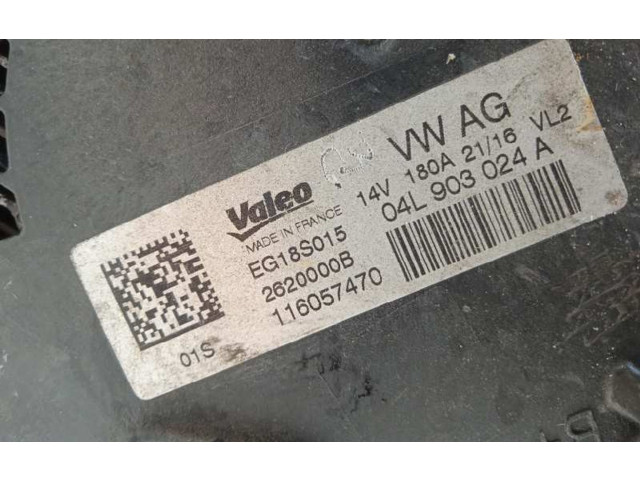 VW AG
Valeo 14V 180A 21/16 VL2
MADE IN FRANCE 04L 903 024 A
EG18S015
2620000B
116057470
01S